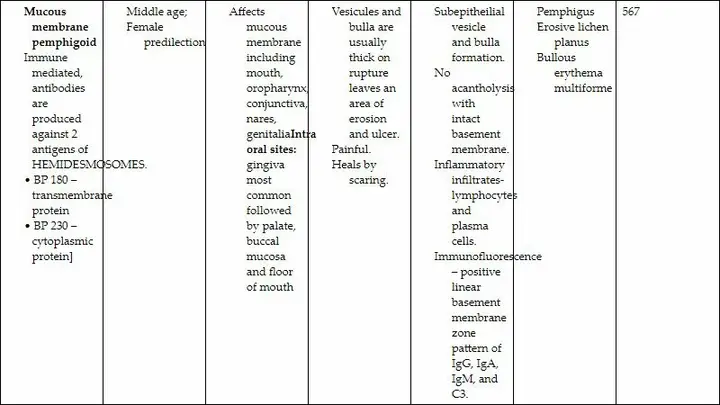 Mucous
membrane
pemphigoid
Immune
mediated,
antibodies
are
produced
against 2
antigens of
HEMIDESMOSOMES.
• BP 180 –
transmembrane
protein
• BP 230 –
cytoplasmic
protein]
Middle age;
Female
predilection
Affects
mucous
membrane
including
mouth,
oropharynx,
conjunctiva,
nares,
genitaliaIntra
oral sites:
gingiva
most
common
followed
by palate,
buccal
mucosa
and floor
of mouth
Vesicules and
bulla are
usually
thick on
rupture
leaves an
area of
erosion
and ulcer.
Painful.
Heals by
scaring.
Subepitheilial
vesicle
and bulla
formation.
No
acantholysis
with
intact
basement
membrane.
Inflammatory
infiltrates-
lymphocytes
and
plasma
cells.
Immunofluorescence
– positive
linear
basement
membrane
zone
pattern of
IgG, IgA,
IgM, and
C3.
Pemphigus
Erosive lichen
planus
Bullous
erythema
multiforme
567